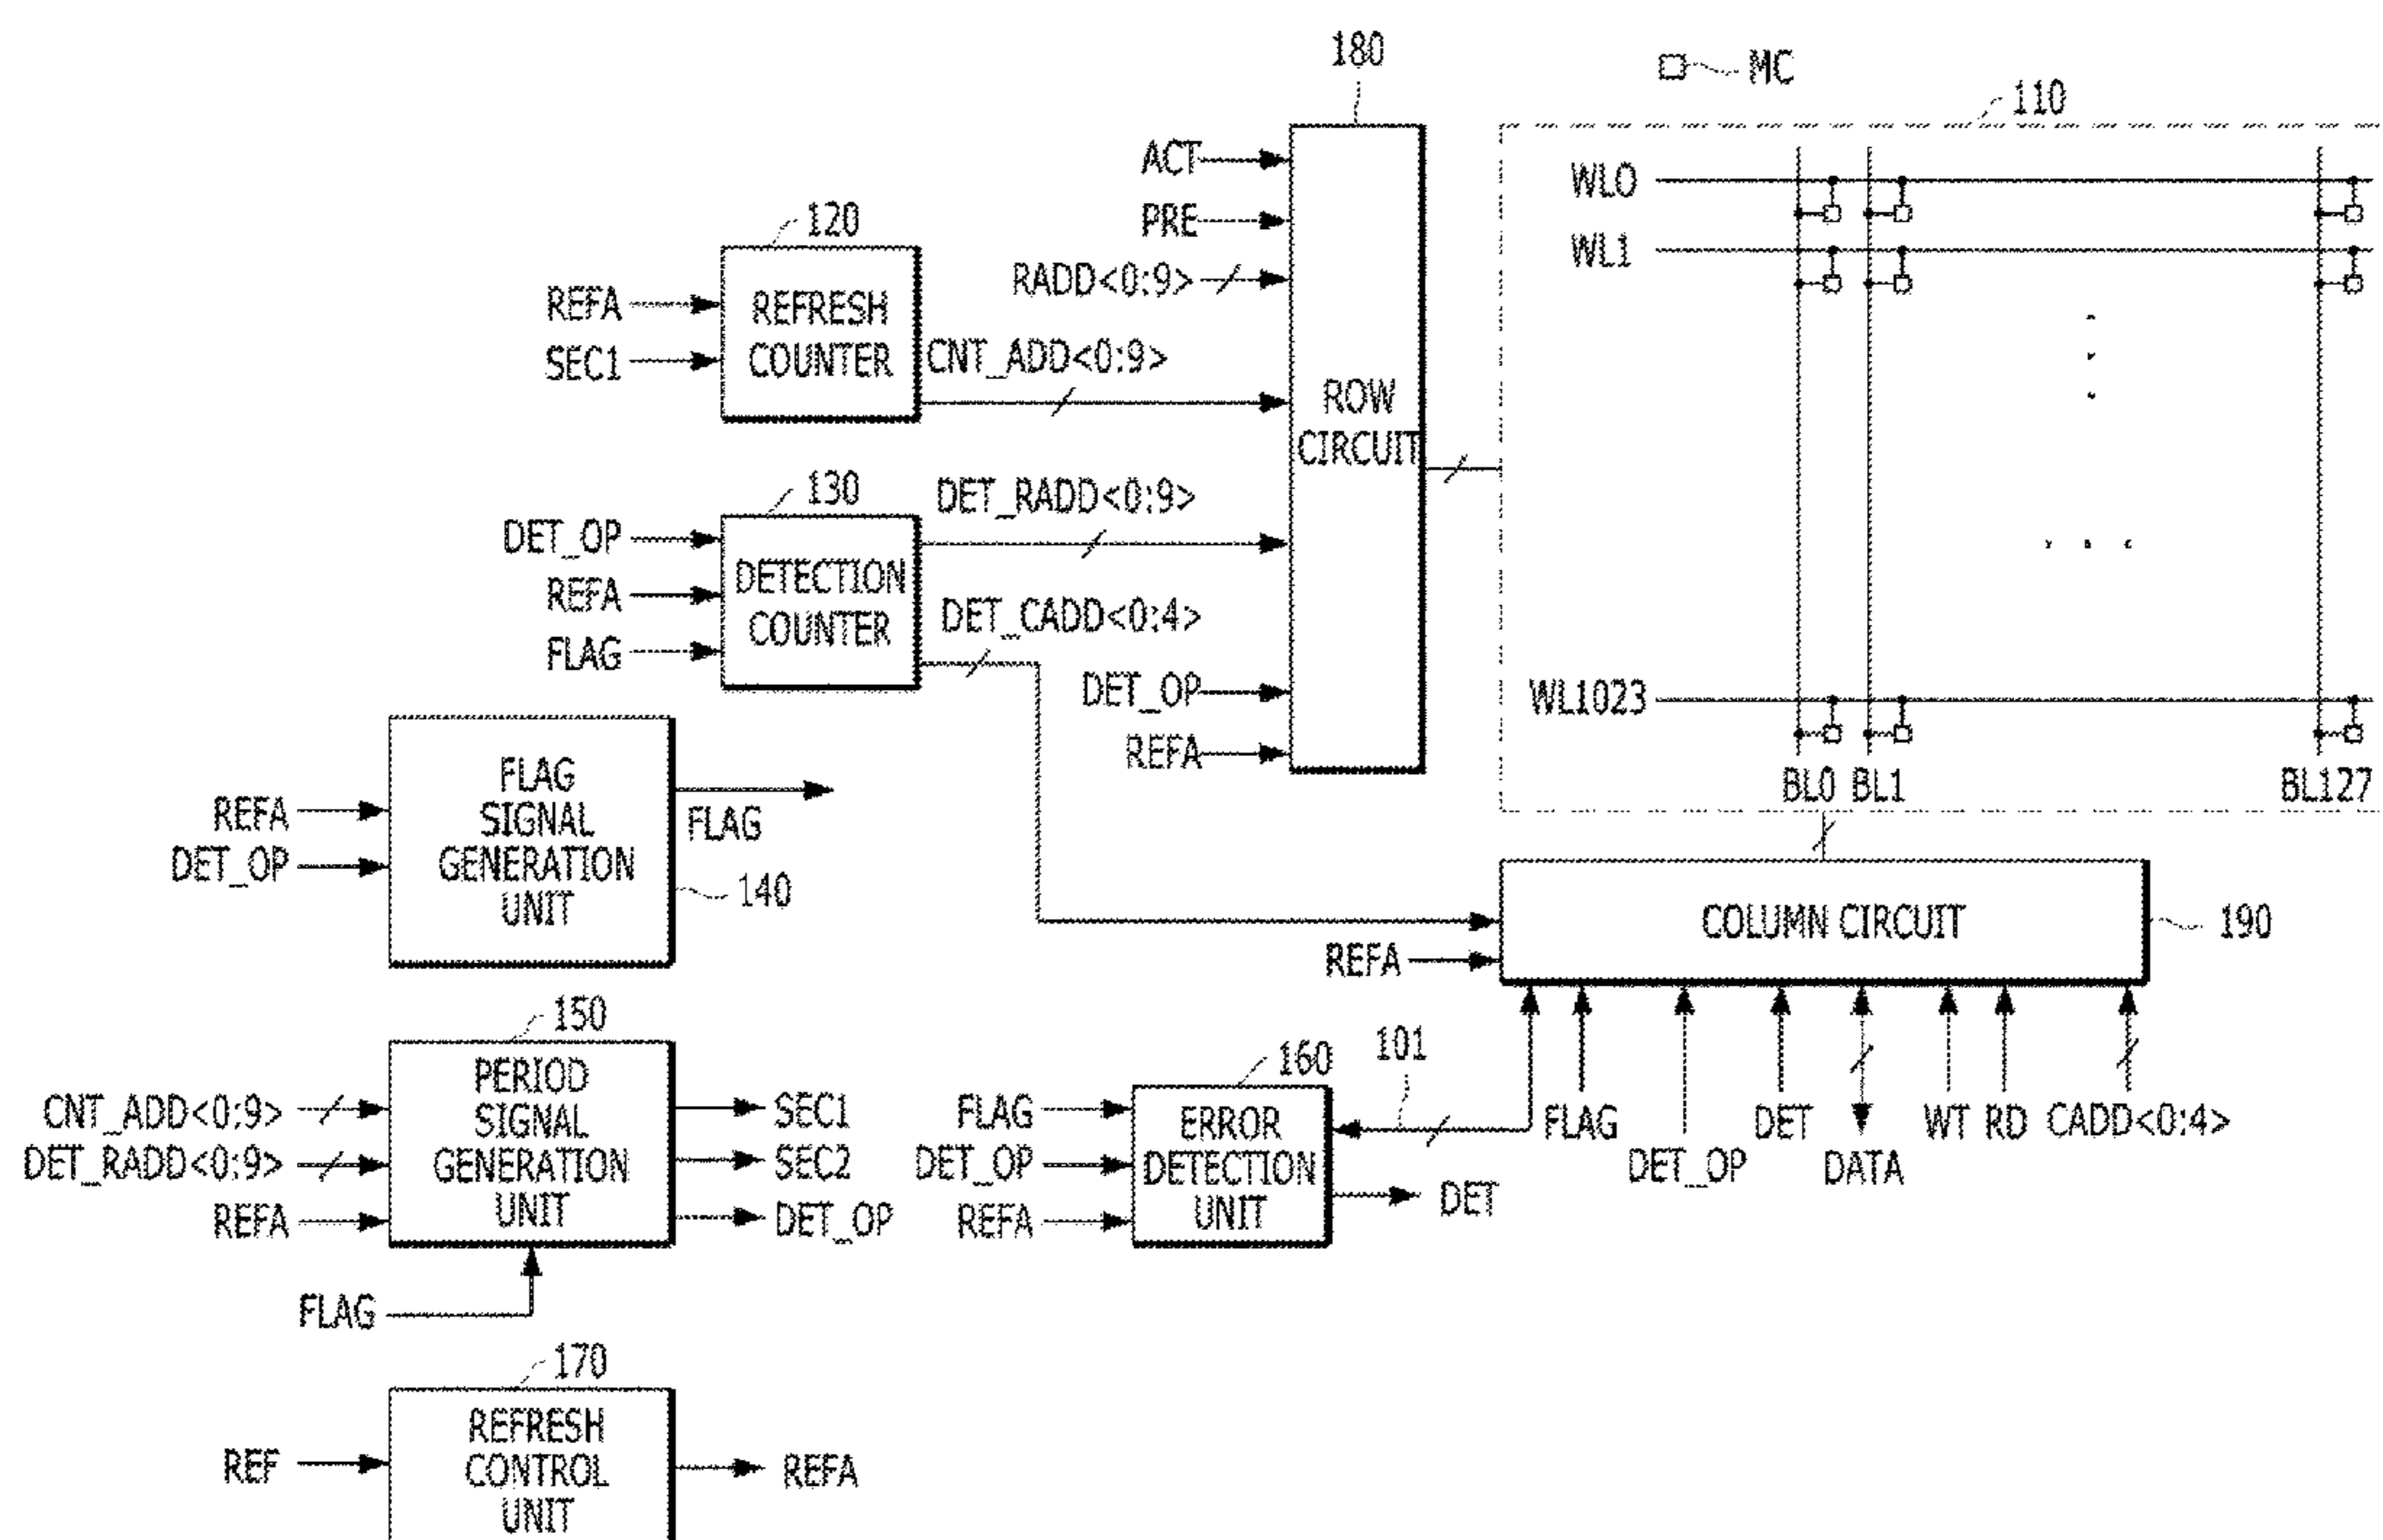 180
MC
110
ACT
PRE
RADD<0:9>
WL0
WL1
120
REFA
SEC1
REFRESH
COUNTER
CNT_ADD<0:9>
ROW
CIRCUIT
130
DET_RADD<0:9>
DET_OP
REFA
FLAG
DETECTION
COUNTER
DET_CADD<0:4>
DET_OP
REFA
WL1023
BL0 BL1
BL127
REFA
DET_OP
FLAG
SIGNAL
GENERATION
UNIT
FLAG
140
COLUMN CIRCUIT
190
REFA
150
CNT_ADD<0:9>
DET_RADD<0:9>
REFA
PERIOD
SIGNAL
GENERATION
UNIT
SEC1
SEC2
DET_OP
FLAG
160
101
FLAG
DET_OP
REFA
ERROR
DETECTION
UNIT
DET
FLAG
DET_OP
DET
DATA
WT RD CADD<0:4>
170
REF
REFRESH
CONTROL
UNIT
REFA